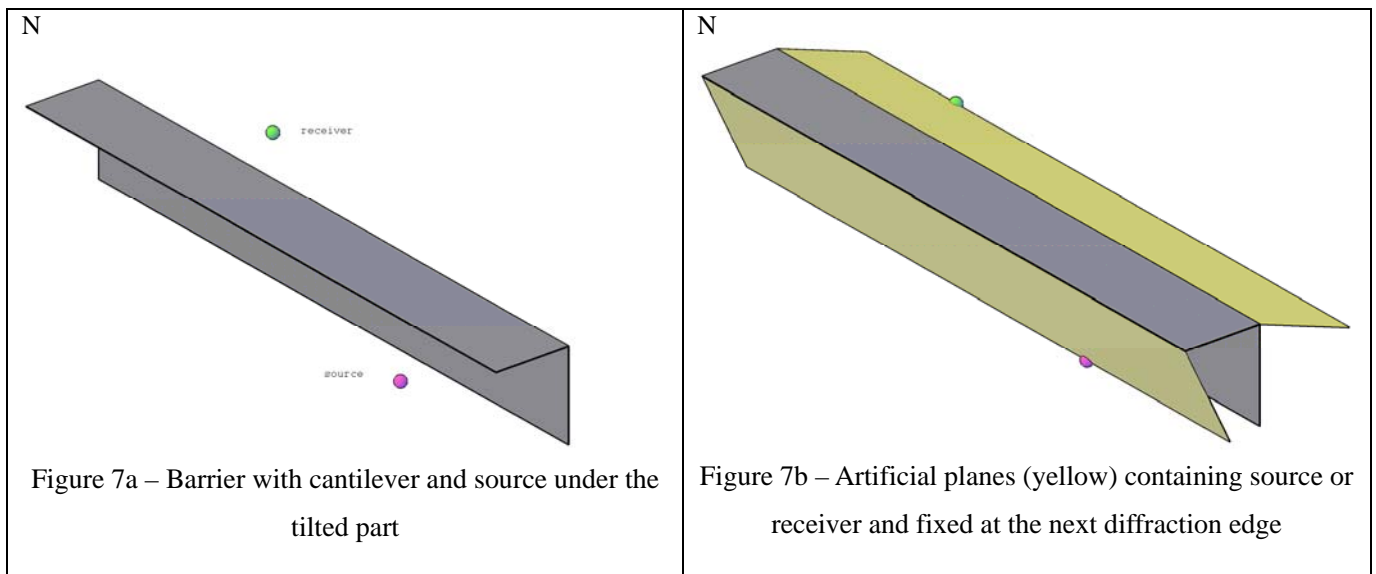 N
receiver
source
Figure 7a – Barrier with cantilever and source under the
tilted part
N
Figure 7b – Artificial planes (yellow) containing source or
receiver and fixed at the next diffraction edge